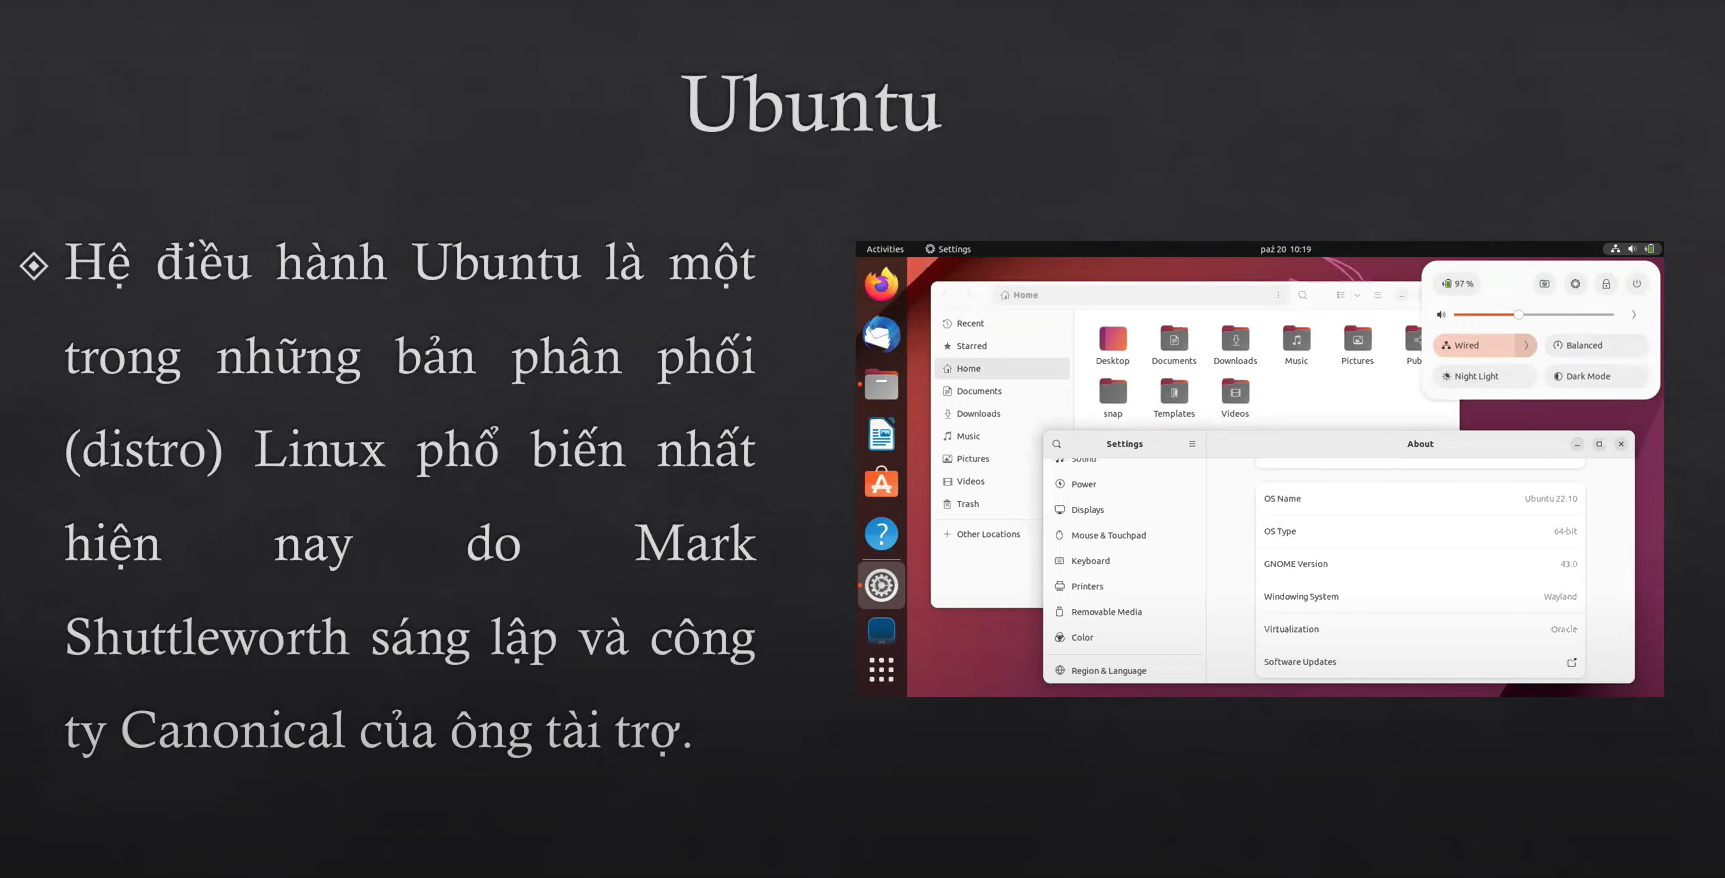 Ubuntu
Hệ điều hành Ubuntu là một
trong những bản phân phối
(distro) Linux phổ biến nhất
hiện nay do Mark
Shuttleworth sáng lập và công
ty Canonical của ông tài trợ.
Activities Settings paź 20 10:19
97 %
Wired Balanced
Night Light Dark Mode
Home
Recent
Starred
Home
Documents
Downloads
Music
Pictures
Videos
Trash
Other Locations
Desktop Documents Downloads Music Pictures Pub
snap Templates Videos
Settings
Sound
Power
Displays
Mouse & Touchpad
Keyboard
Printers
Removable Media
Color
Region & Language
About
OS Name Ubuntu 22.10
OS Type 64-bit
GNOME Version 43.0
Windowing System Wayland
Virtualization Oracle
Software Updates